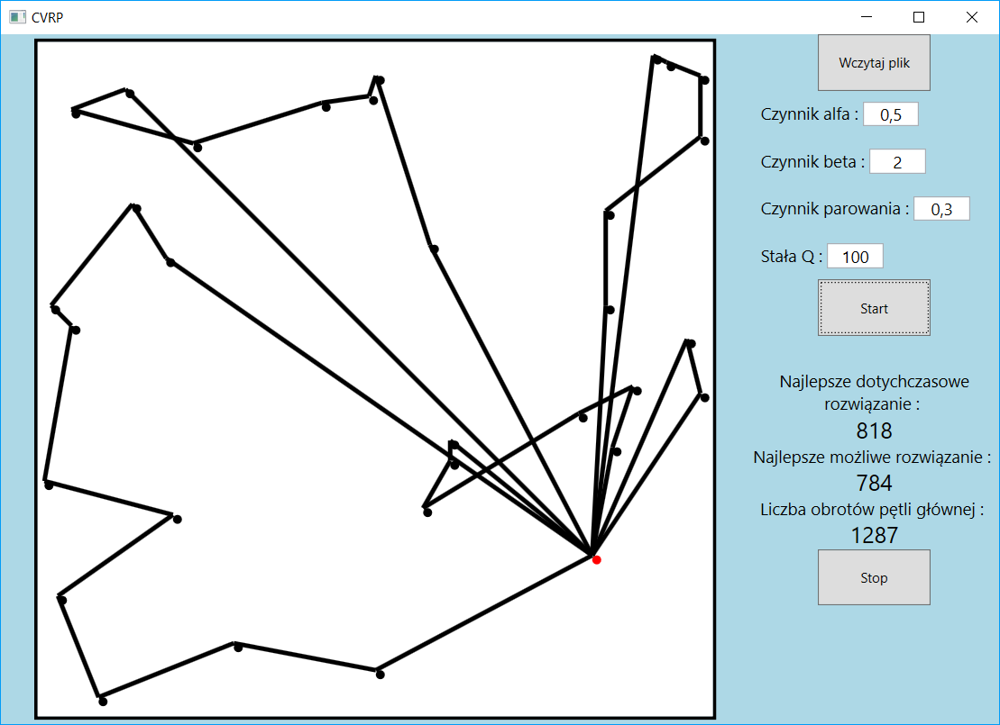 CVRP
Wczytaj plik
Czynnik alfa : 0,5
Czynnik beta : 2
Czynnik parowania : 0,3
Stała Q : 100
Start
Najlepsze dotychczasowe
rozwiązanie :
818
Najlepsze możliwe rozwiązanie :
784
Liczba obrotów pętli głównej :
1287
Stop